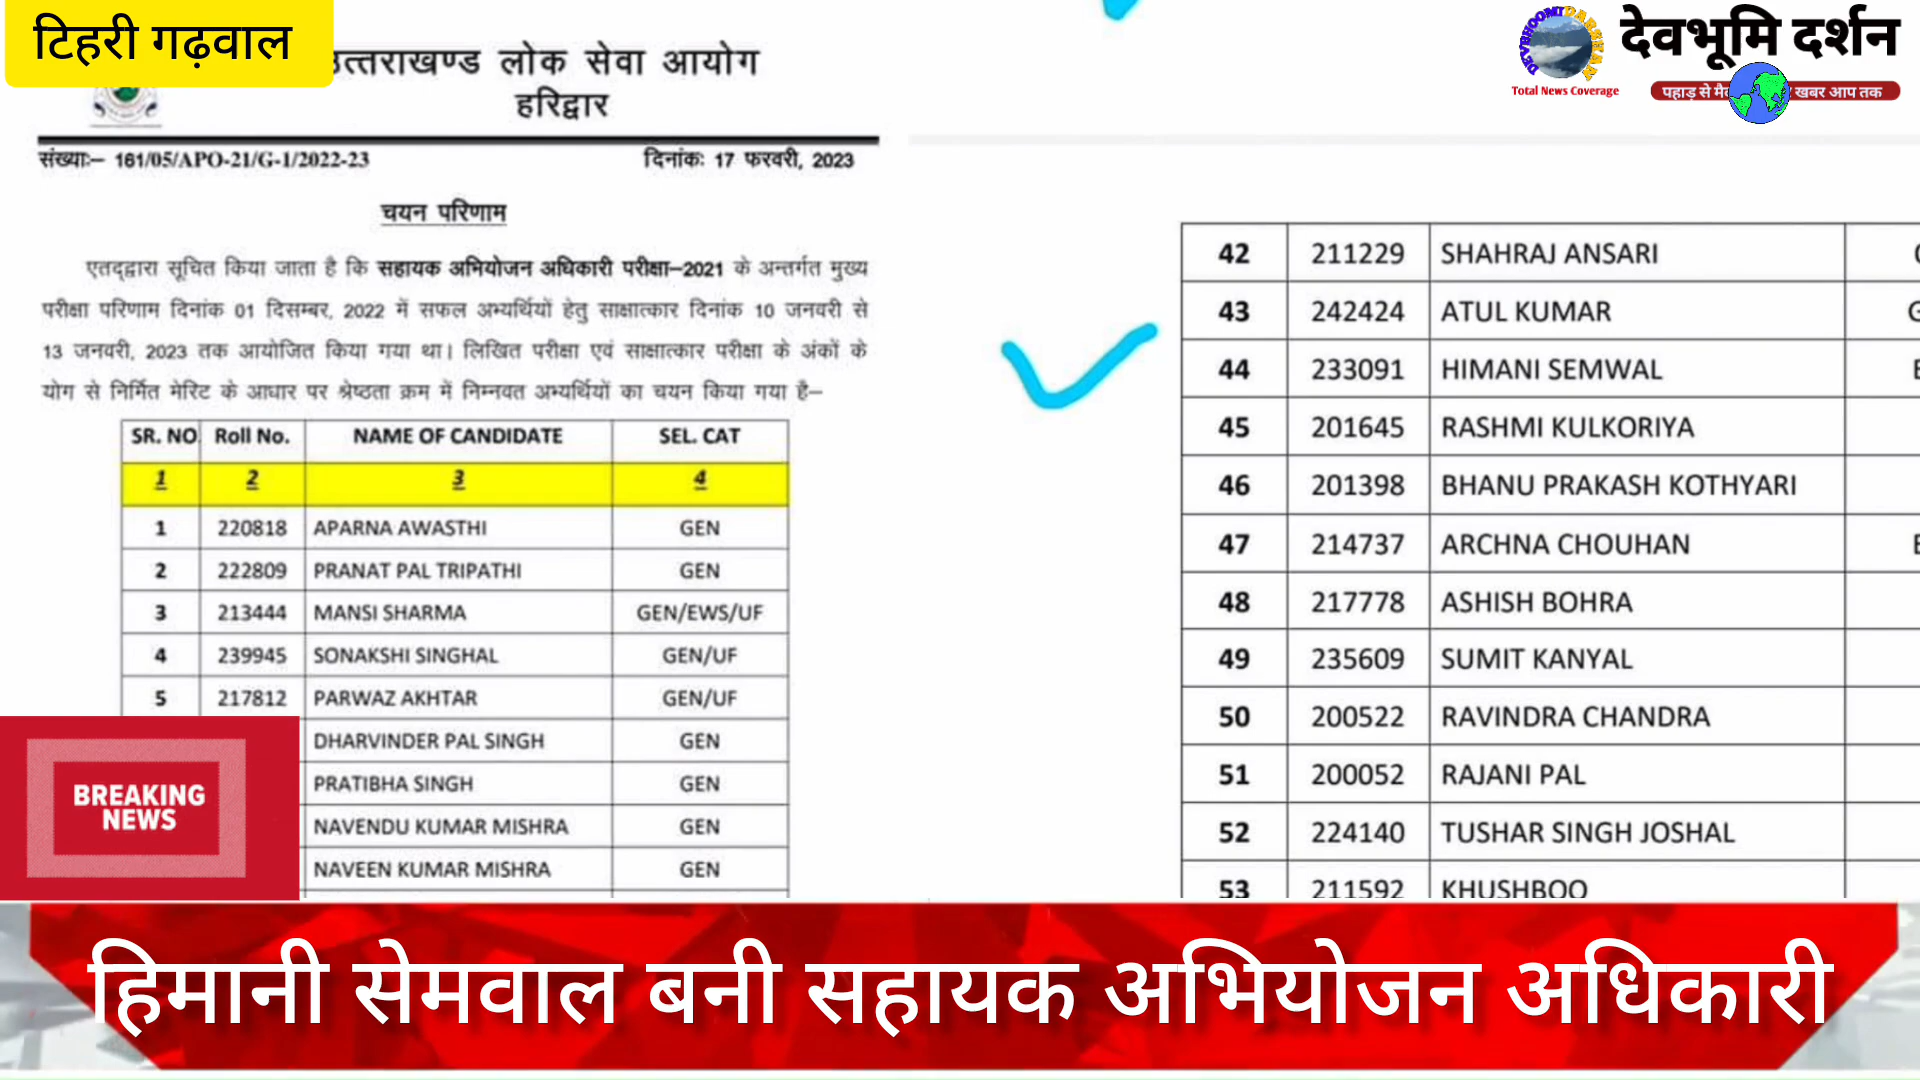 टिहरी गढ़वाल
उत्तराखण्ड लोक सेवा आयोग
हरिद्वार
संख्याः– 161/05/APO-21/G-1/2022-23 दिनांकः 17 फरवरी, 2023
चयन परिणाम
एतद्द्वारा सूचित किया जाता है कि सहायक अभियोजन अधिकारी परीक्षा–2021 के अन्तर्गत मुख्य
परीक्षा परिणाम दिनांक 01 दिसम्बर, 2022 में सफल अभ्यर्थियों हेतु साक्षात्कार दिनांक 10 जनवरी से
13 जनवरी, 2023 तक आयोजित किया गया था। लिखित परीक्षा एवं साक्षात्कार परीक्षा के अंकों के
योग से निर्मित मेरिट के आधार पर श्रेष्ठता क्रम में निम्नवत अभ्यर्थियों का चयन किया गया है–
SR. NO Roll No. NAME OF CANDIDATE SEL. CAT
1 2 3 4
1 220818 APARNA AWASTHI GEN
2 222809 PRANAT PAL TRIPATHI GEN
3 213444 MANSI SHARMA GEN/EWS/UF
4 239945 SONAKSHI SINGHAL GEN/UF
5 217812 PARWAZ AKHTAR GEN/UF
DHARVINDER PAL SINGH GEN
PRATIBHA SINGH GEN
NAVENDU KUMAR MISHRA GEN
NAVEEN KUMAR MISHRA GEN
DEVBHOOMI DARSHAN
Total News Coverage
देवभूमि दर्शन
पहाड़ से खबर आप तक
42 211229 SHAHRAJ ANSARI
43 242424 ATUL KUMAR G
44 233091 HIMANI SEMWAL E
45 201645 RASHMI KULKORIYA
46 201398 BHANU PRAKASH KOTHYARI
47 214737 ARCHNA CHOUHAN E
48 217778 ASHISH BOHRA
49 235609 SUMIT KANYAL
50 200522 RAVINDRA CHANDRA
51 200052 RAJANI PAL
52 224140 TUSHAR SINGH JOSHAL
53 211592 KHUSHBOO
BREAKING
NEWS
हिमानी सेमवाल बनी सहायक अभियोजन अधिकारी